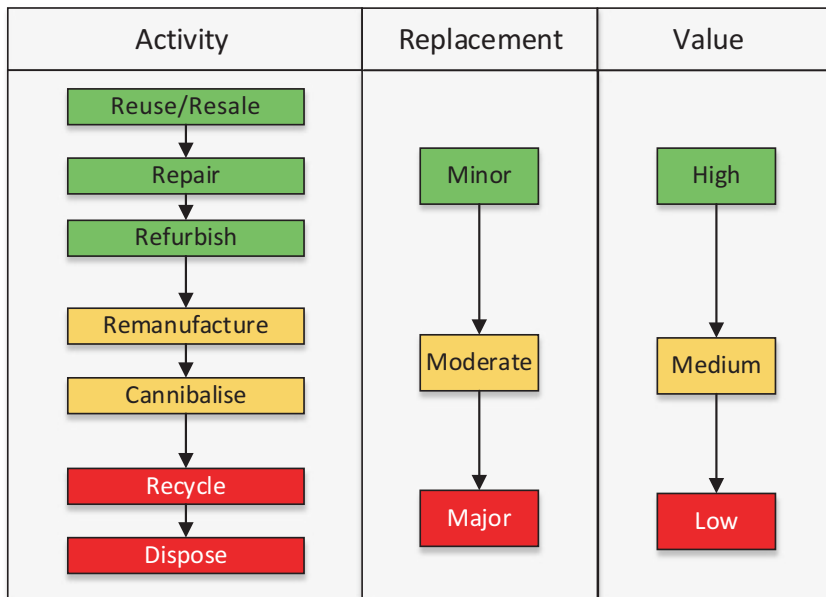 Activity
Replacement
Value
Reuse/Resale
Repair
Refurbish
Remanufacture
Cannibalise
Recycle
Dispose
Minor
Moderate
Major
High
Medium
Low